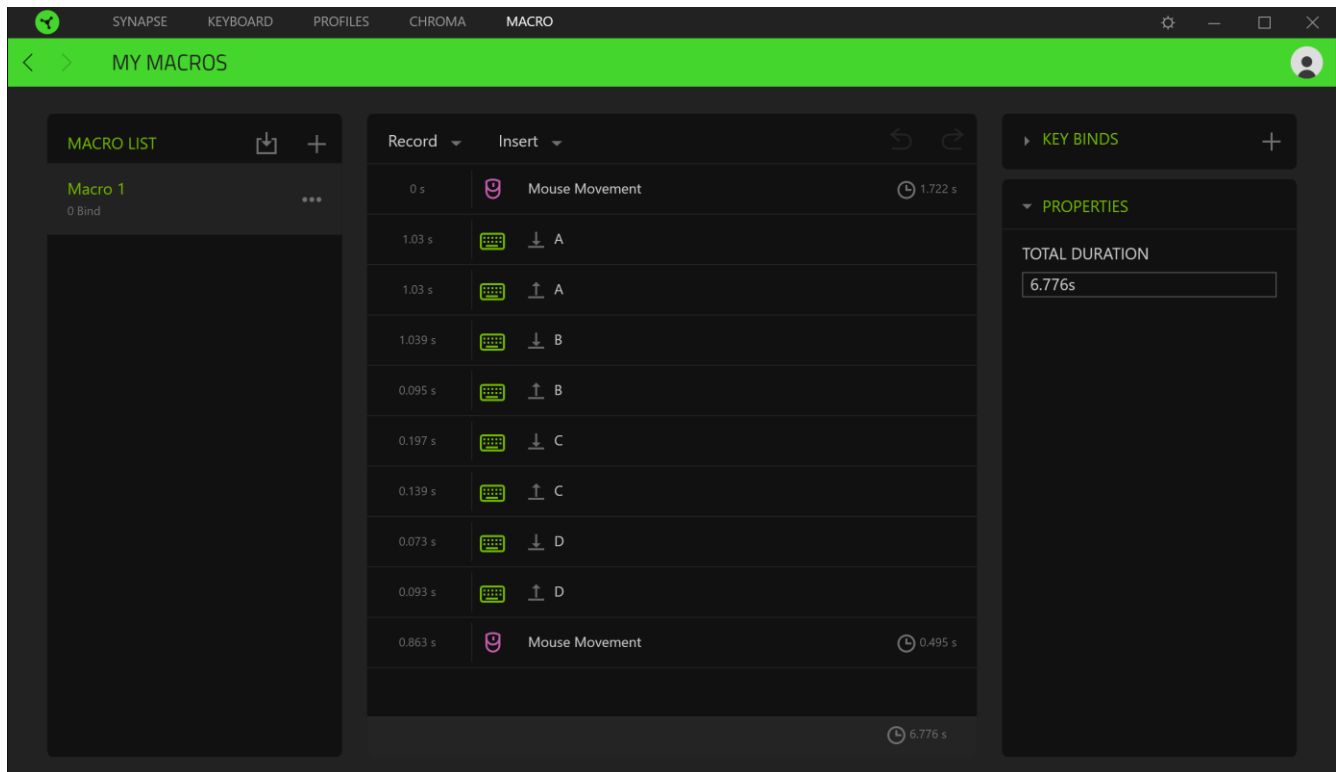 SYNAPSE KEYBOARD PROFILES CHROMA MACRO
MY MACROS
MACRO LIST
Macro 1
0 Bind
Record Insert
0 s Mouse Movement 1.722 s
1.03 s A
1.03 s A
1.039 s B
0.095 s B
0.197 s C
0.139 s C
0.073 s D
0.093 s D
0.863 s Mouse Movement 0.495 s
6.776 s
KEY BINDS
PROPERTIES
TOTAL DURATION
6.776s